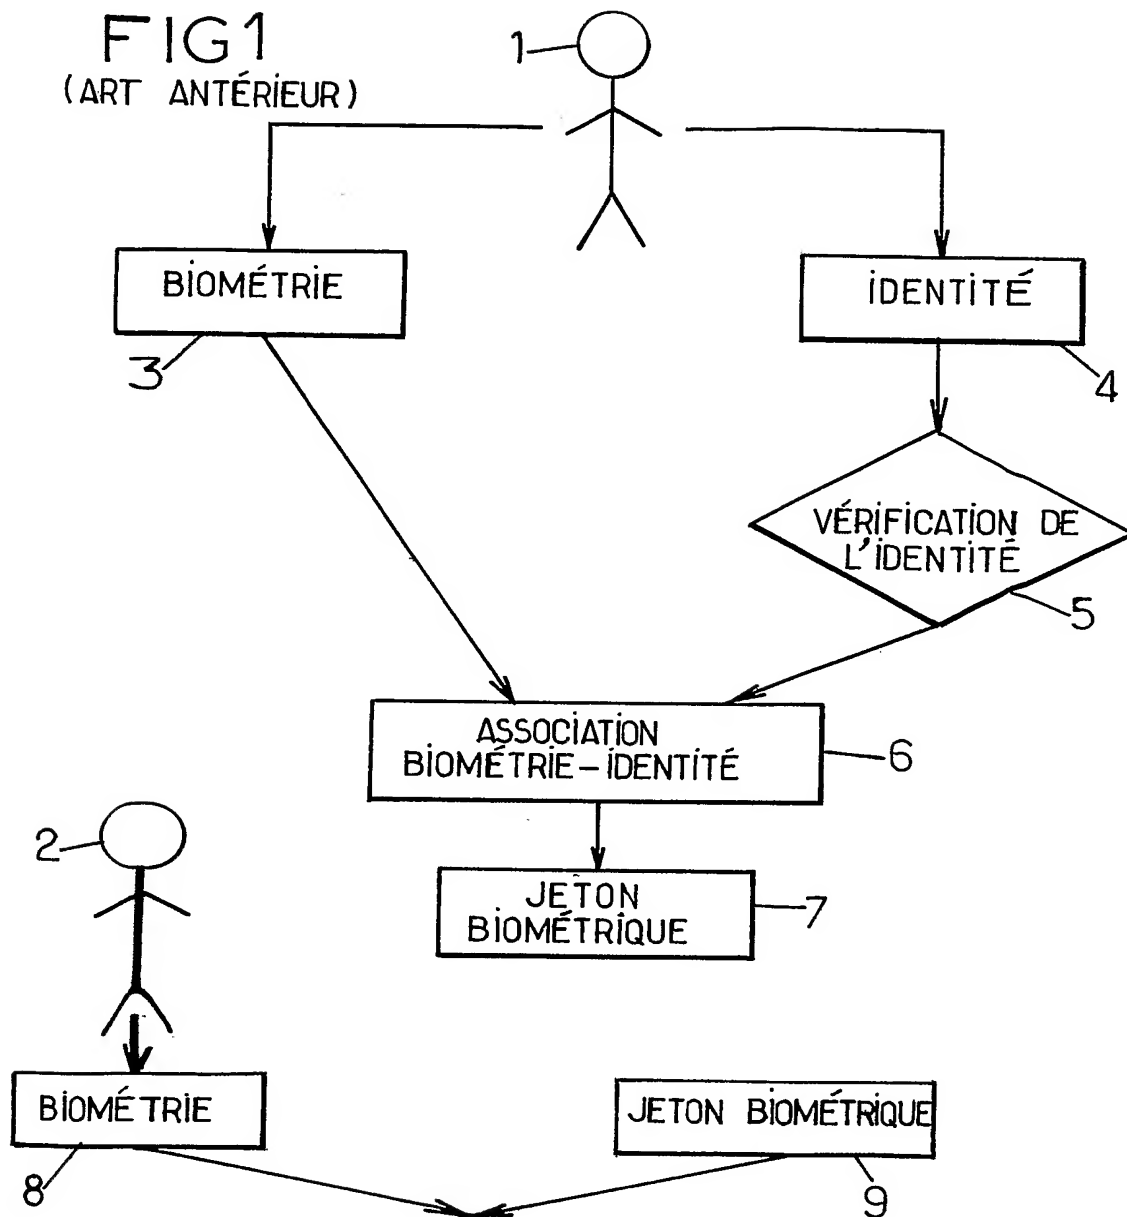 FIG1
(ART ANTÉRIEUR)
1
BIOMÉTRIE
IDENTITÉ
3
4
VÉRIFICATION DE
L'IDENTITÉ
5
ASSOCIATION
BIOMÉTRIE-IDENTITÉ
6
2
JETON
BIOMÉTRIQUE
7
BIOMÉTRIE
JETON BIOMÉTRIQUE
8
9